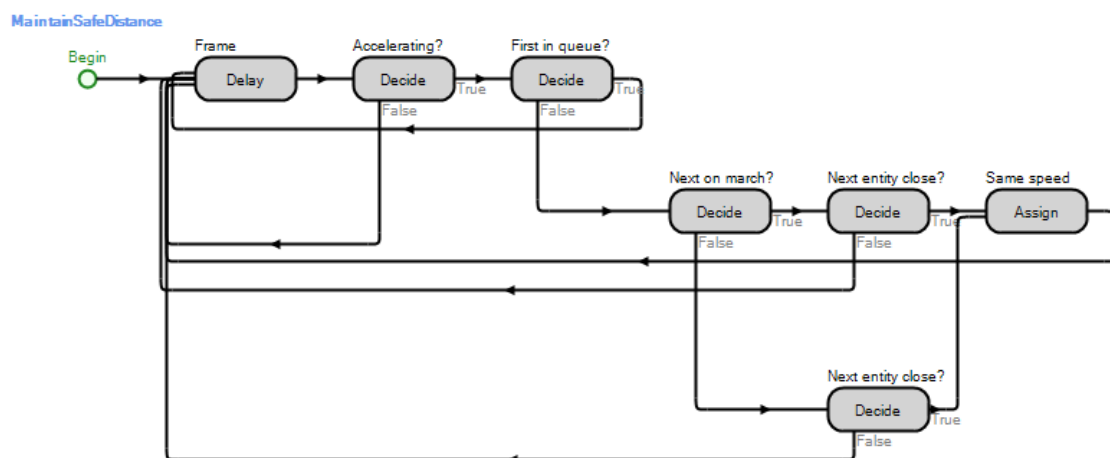 MaintainSafeDistance
Begin
Frame
Delay
Accelerating?
Decide
True
False
First in queue?
Decide
True
False
Next on march?
Decide
True
False
Next entity close?
Decide
True
False
Same speed
Assign
Next entity close?
Decide
True
False